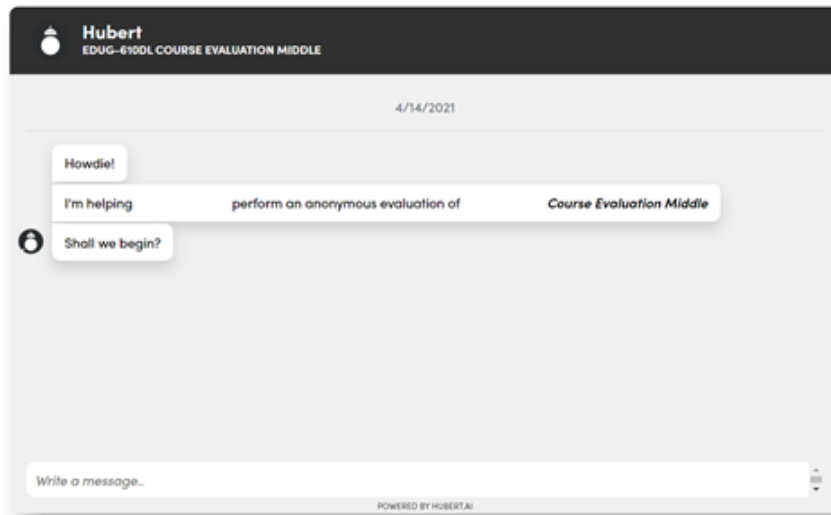 Hubert
EDUG-610DL COURSE EVALUATION MIDDLE
4/14/2021
Howdie!
I'm helping perform an anonymous evaluation of Course Evaluation Middle
Shall we begin?
Write a message..
POWERED BY HUBERT.AI